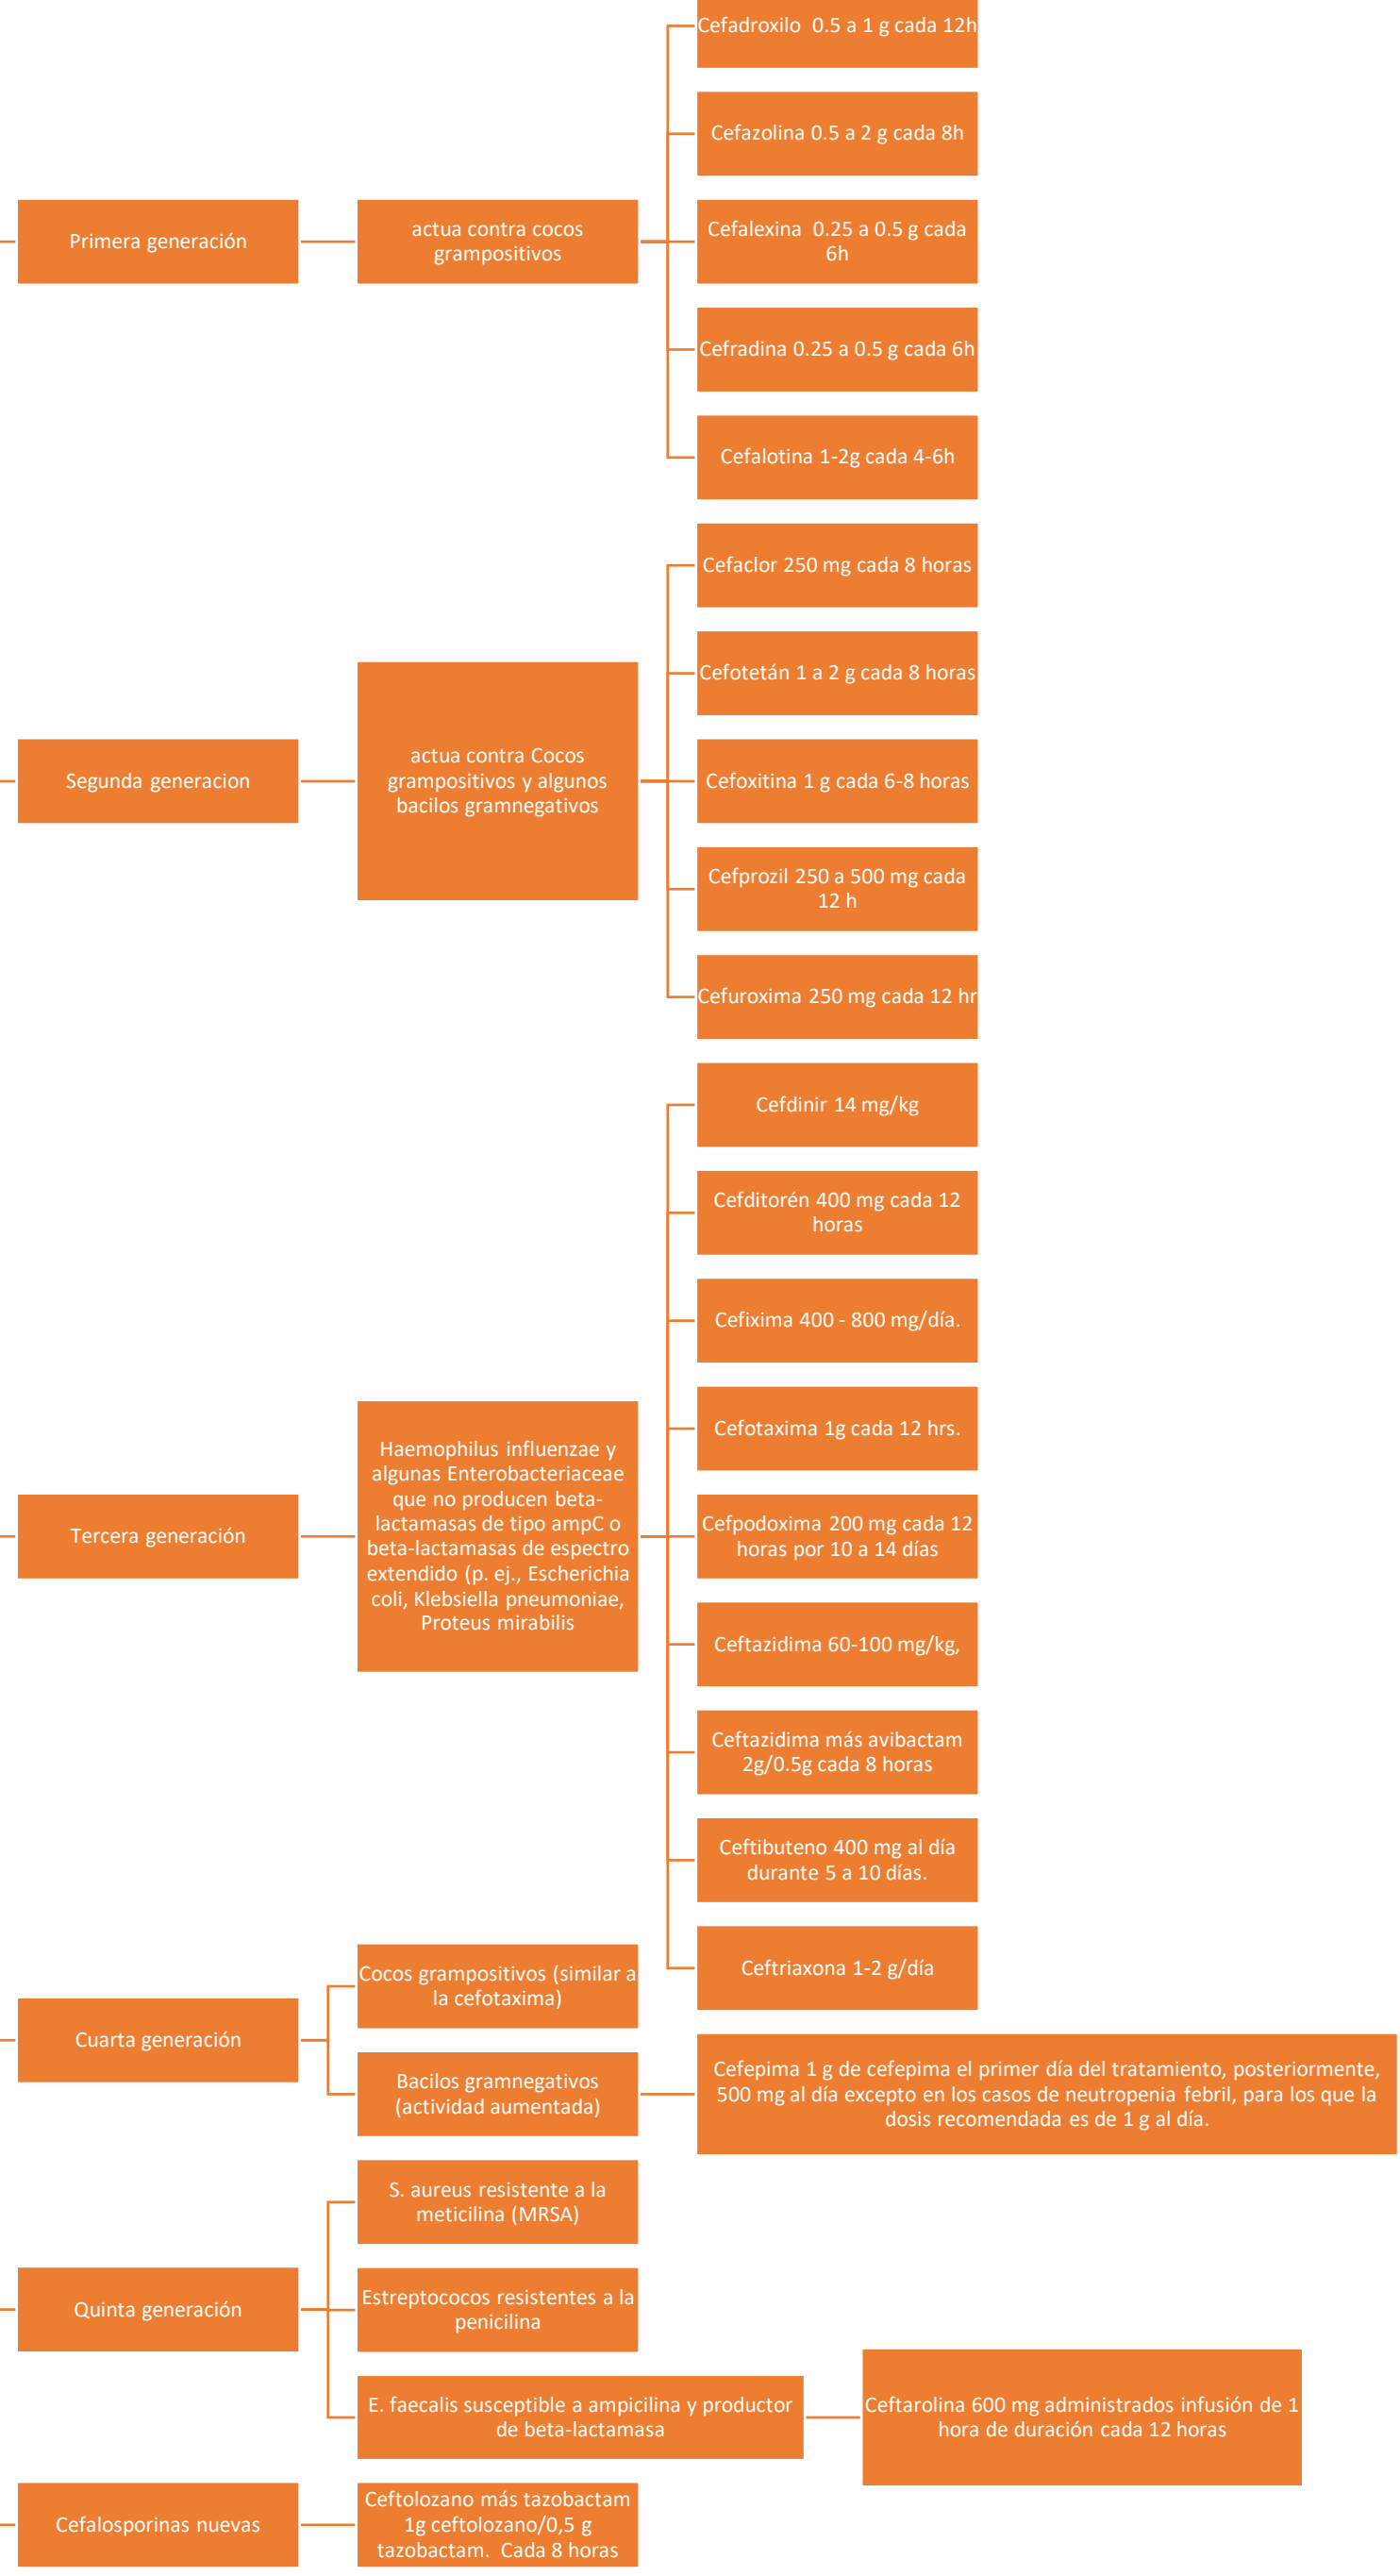 Primera generación
actua contra cocos
grampositivos
Cefadroxilo  0.5 a 1 g cada 12h
Cefazolina 0.5 a 2 g cada 8h
Cefalexina  0.25 a 0.5 g cada
6h
Cefradina 0.25 a 0.5 g cada 6h
Cefalotina 1-2g cada 4-6h
Segunda generacion
actua contra Cocos
grampositivos y algunos
bacilos gramnegativos
Cefaclor 250 mg cada 8 horas
Cefotetán 1 a 2 g cada 8 horas
Cefoxitina 1 g cada 6-8 horas
Cefprozil 250 a 500 mg cada
12 h
Cefuroxima 250 mg cada 12 hr
Tercera generación
Haemophilus influenzae y
algunas Enterobacteriaceae
que no producen beta-
lactamasas de tipo ampC o
beta-lactamasas de espectro
extendido (p. ej., Escherichia
coli, Klebsiella pneumoniae,
Proteus mirabilis
Cefdinir 14 mg/kg
Cefditorén 400 mg cada 12
horas
Cefixima 400 - 800 mg/día.
Cefotaxima 1g cada 12 hrs.
Cefpodoxima 200 mg cada 12
horas por 10 a 14 días
Ceftazidima 60-100 mg/kg,
Ceftazidima más avibactam
2g/0.5g cada 8 horas
Ceftibuteno 400 mg al día
durante 5 a 10 días.
Ceftriaxona 1-2 g/día
Cuarta generación
Cocos grampositivos (similar a
la cefotaxima)
Bacilos gramnegativos
(actividad aumentada)
Cefepima 1 g de cefepima el primer día del tratamiento, posteriormente,
500 mg al día excepto en los casos de neutropenia febril, para los que la
dosis recomendada es de 1 g al día.
Quinta generación
S. aureus resistente a la
meticilina (MRSA)
Estreptococos resistentes a la
penicilina
E. faecalis susceptible a ampicilina y productor
de beta-lactamasa
Ceftarolina 600 mg administrados infusión de 1
hora de duración cada 12 horas
Cefalosporinas nuevas
Ceftolozano más tazobactam
1g ceftolozano/0,5 g
tazobactam.  Cada 8 horas